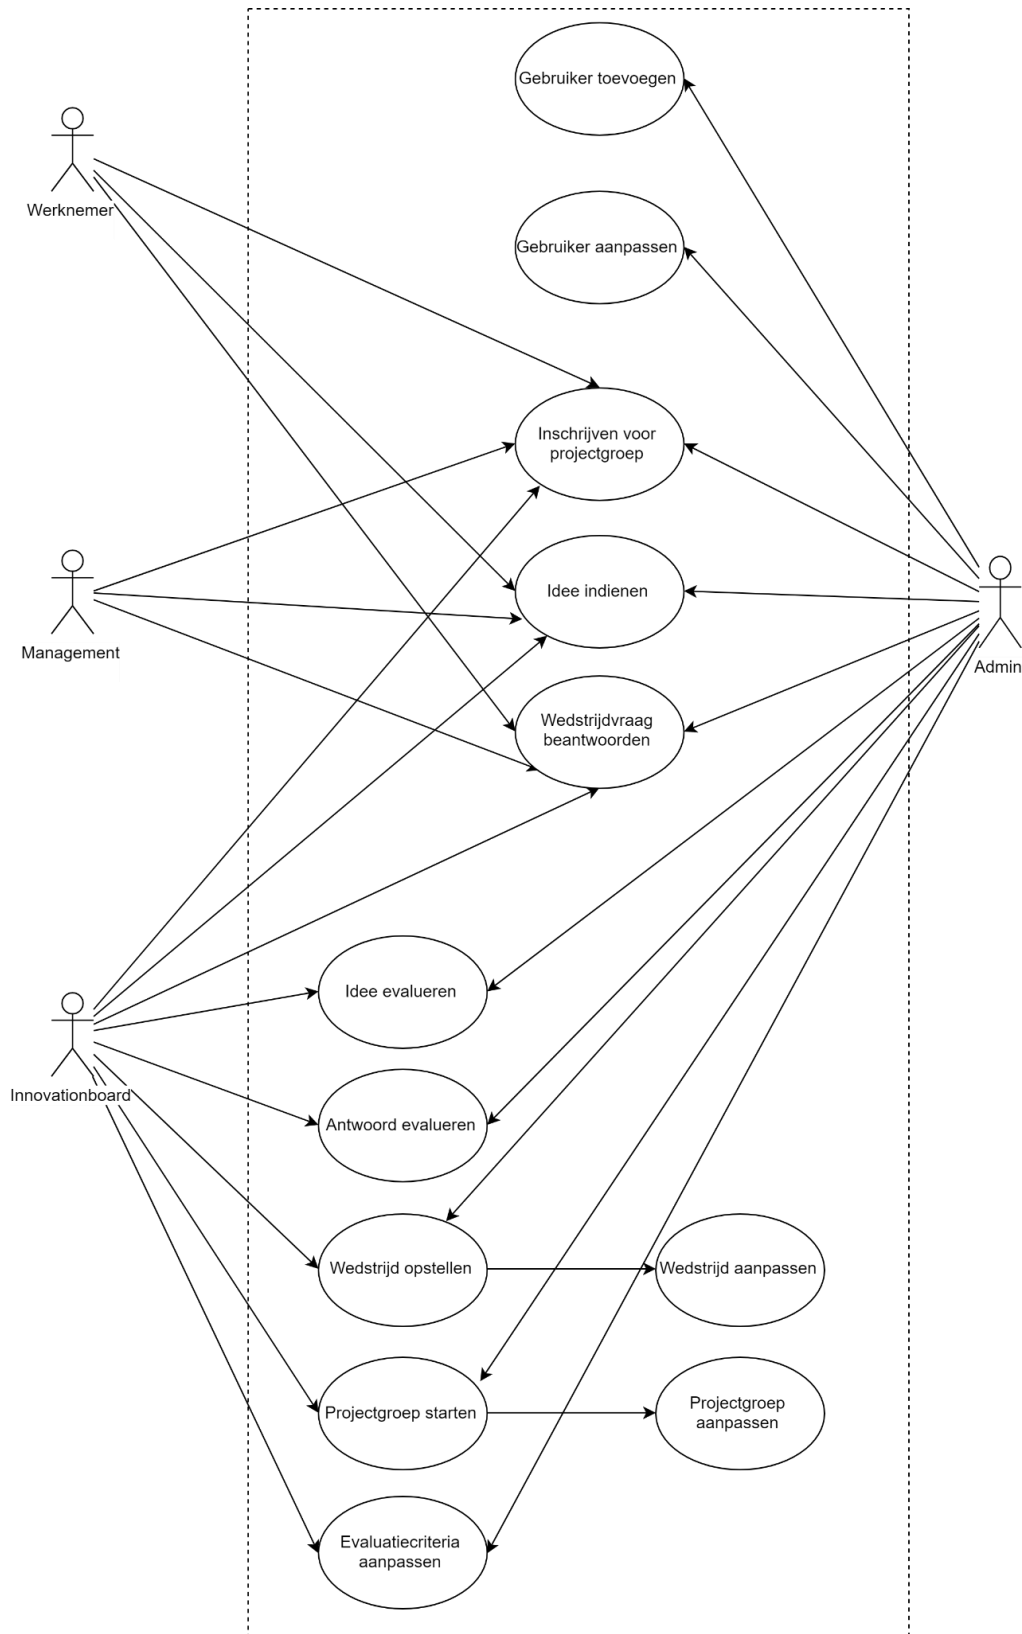 Gebruiker toevoegen
Werknemer
Gebruiker aanpassen
Inschrijven voor
projectgroep
Idee indienen
Management
Admin
Wedstrijdvraag
beantwoorden
Idee evalueren
Innovationboard
Antwoord evalueren
Wedstrijd opstellen
Wedstrijd aanpassen
Projectgroep starten
Projectgroep
aanpassen
Evaluatiecriteria
aanpassen